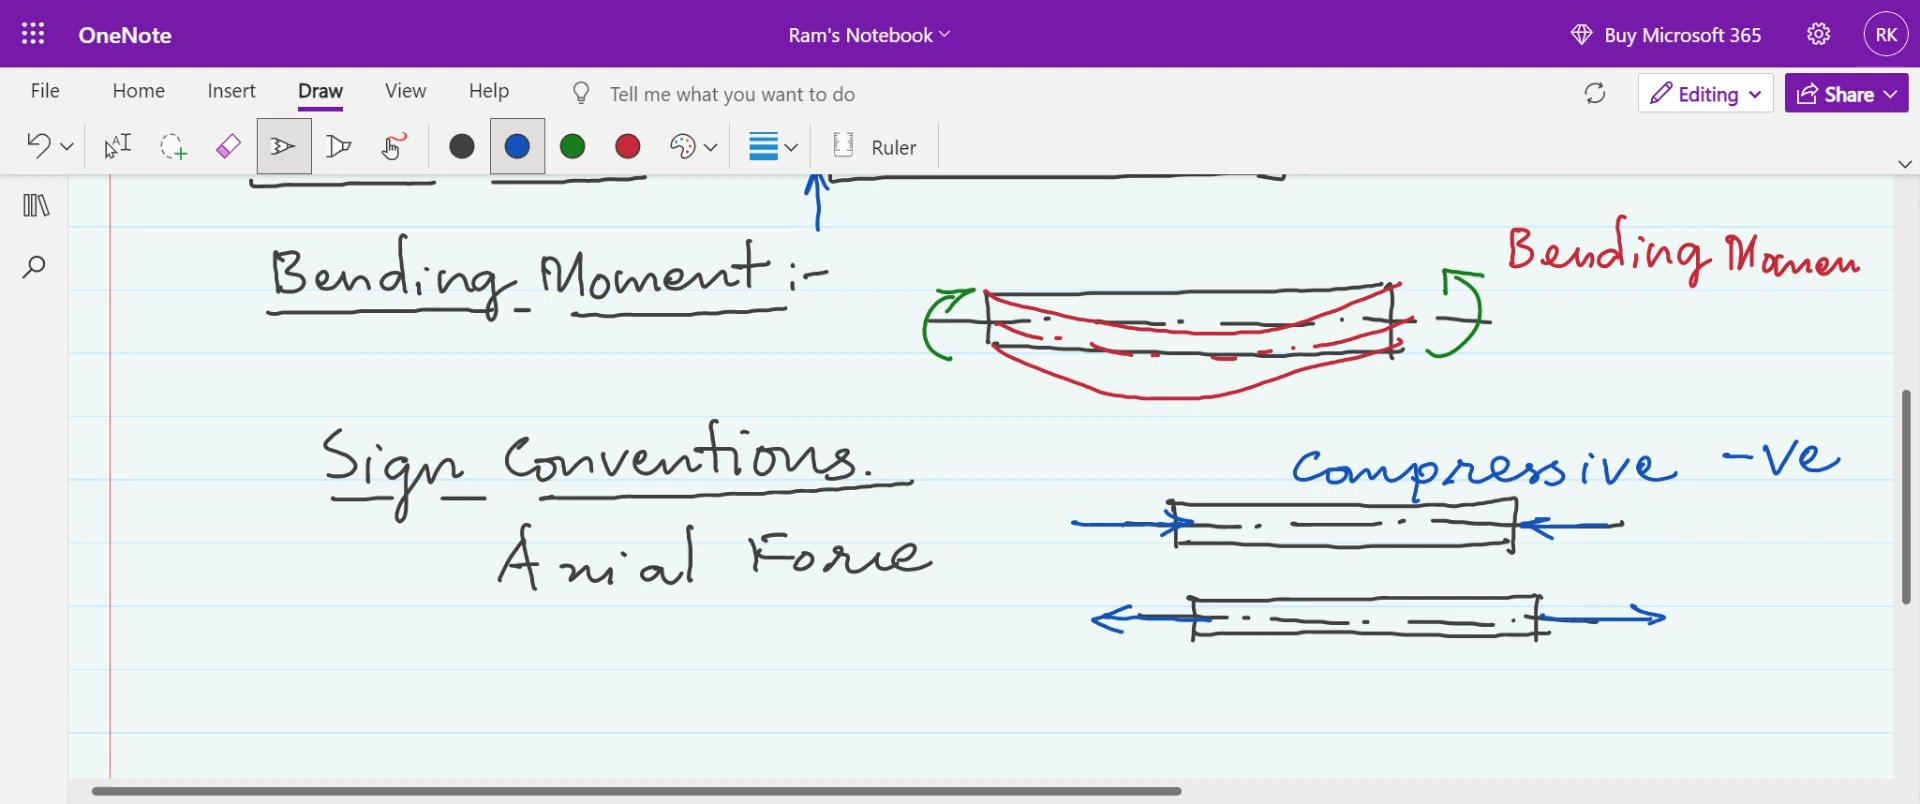 OneNote
Ram's Notebook
Buy Microsoft 365
RK
File Home Insert Draw View Help Tell me what you want to do
Editing Share
Ruler
Bending Moment :-
Bending Momen
Sign Conventions.
Compressive -ve
Axial Force